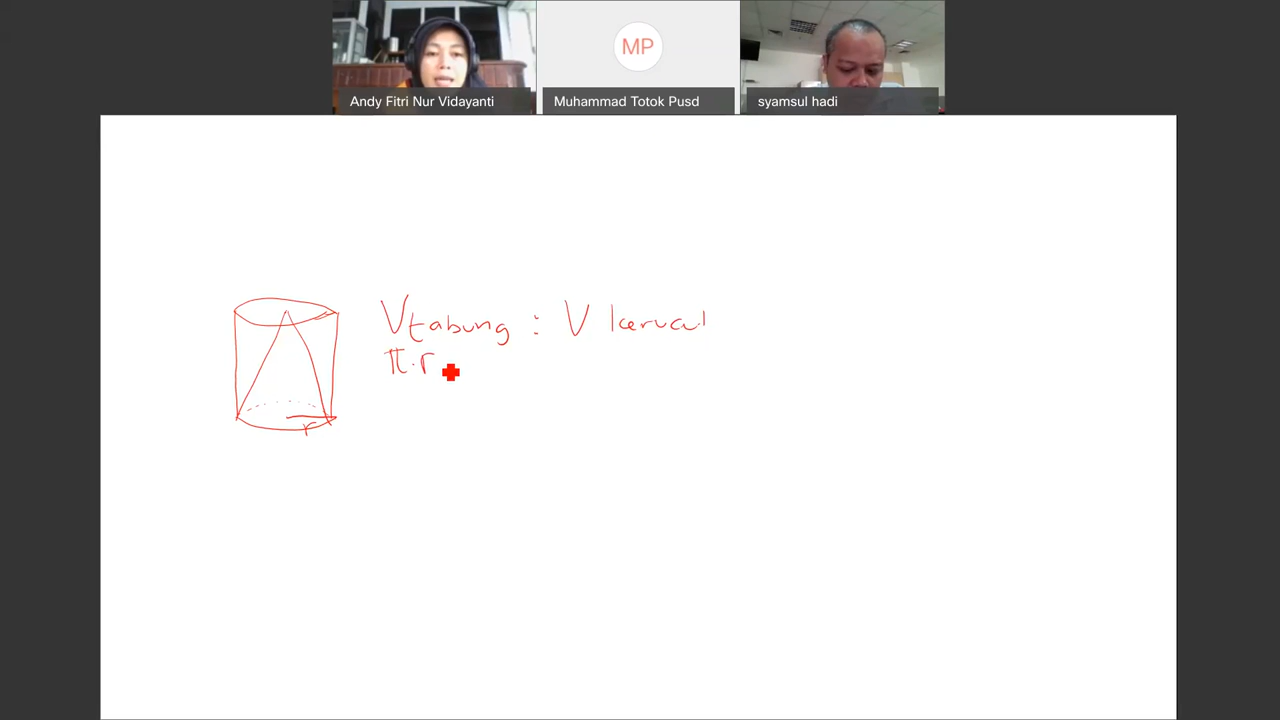 Andy Fitri Nur Vidayanti
MP
Muhammad Totok Pusd
syamsul hadi
Vtabung : V kerucut
π.r
r